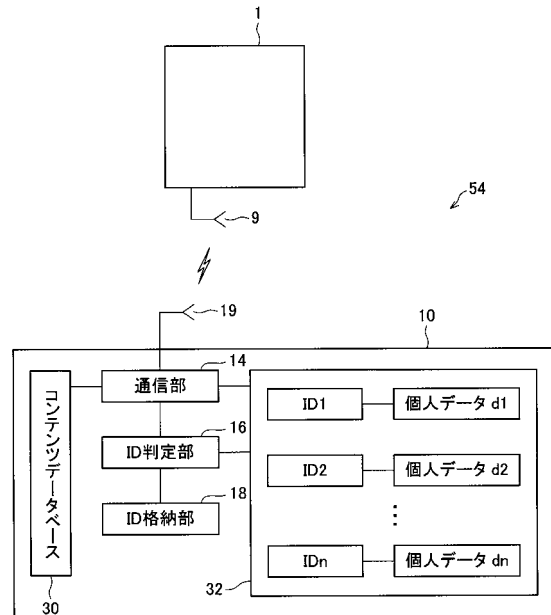 1
54
9
19
10
14
通信部
16
ID判定部
18
ID格納部
コンテンツデータベース
30
ID1
個人データ d1
ID2
個人データ d2
⋮
IDn
個人データ dn
32